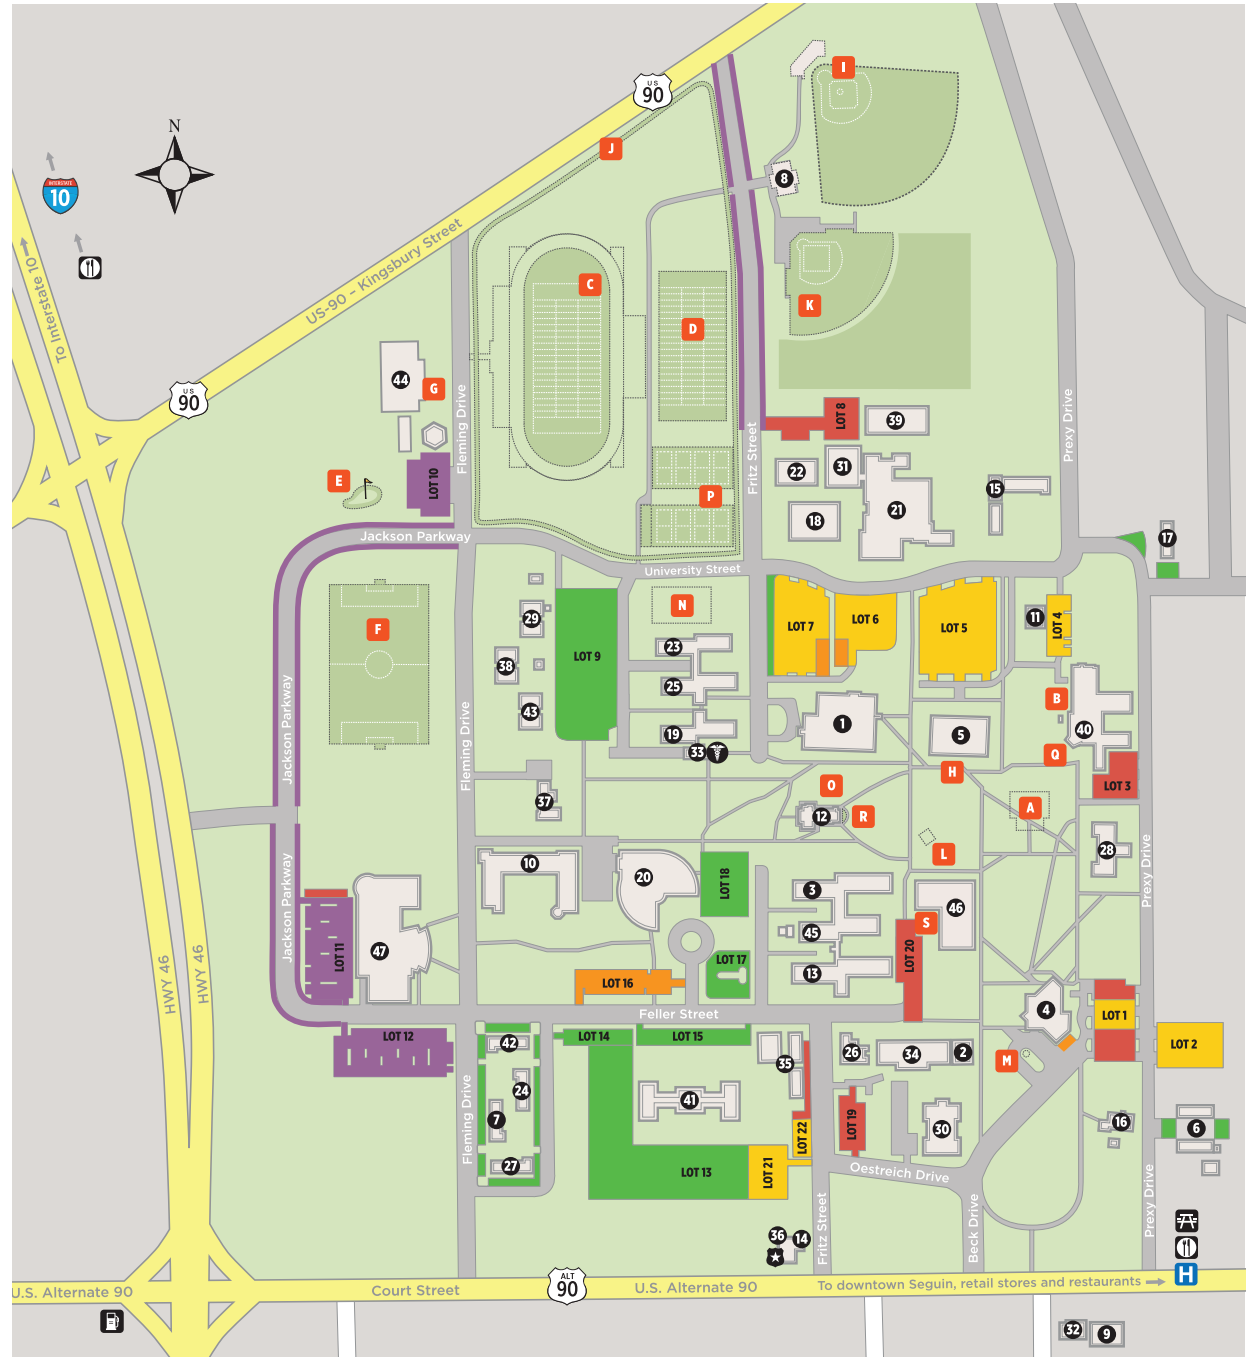 I
US
90
J
N
8
INTERSTATE
10
US-90 - Kingsbury Street
To Interstate 10
C
K
D
44
G
US
90
Fleming Drive
LOT 8
39
Prexy Drive
Fritz Street
22
31
LOT 10
E
15
P
18
21
Jackson Parkway
17
University Street
N
29
F
LOT 7
LOT 6
LOT 5
11
LOT 4
23
LOT 9
38
25
B
Jackson Parkway
43
1
5
40
19
33
Q
Fleming Drive
H
O
LOT 3
37
12
R
A
28
L
10
20
LOT 18
3
Prexy Drive
Jackson Parkway
46
S
45
47
LOT 11
LOT 20
LOT 17
HWY 46
HWY 46
13
LOT 16
4
Feller Street
LOT 1
LOT 12
LOT 14
LOT 15
42
26
34
2
LOT 2
35
M
24
41
Fleming Drive
7
LOT 19
16
6
30
LOT 22
27
LOT 13
LOT 21
Oestreich Drive
Prexy Drive
Fritz Street
Beck Drive
36
14
H
ALT
90
U.S. Alternate 90
Court Street
U.S. Alternate 90
To downtown Seguin, retail stores and restaurants
32
9